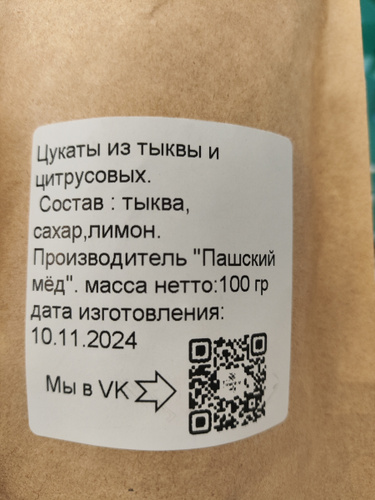 Цукаты из тыквы и
цитрусовых.
Состав : тыква,
сахар,лимон.
Производитель "Пашский
мёд". масса нетто:100 гр
дата изготовления:
10.11.2024
Мы в VK